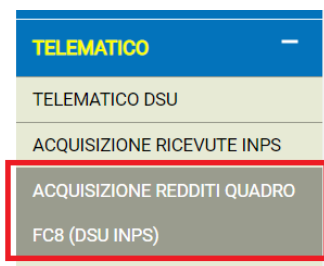 TELEMATICO
TELEMATICO DSU
ACQUISIZIONE RICEVUTE INPS
ACQUISIZIONE REDDITI QUADRO
FC8 (DSU INPS)